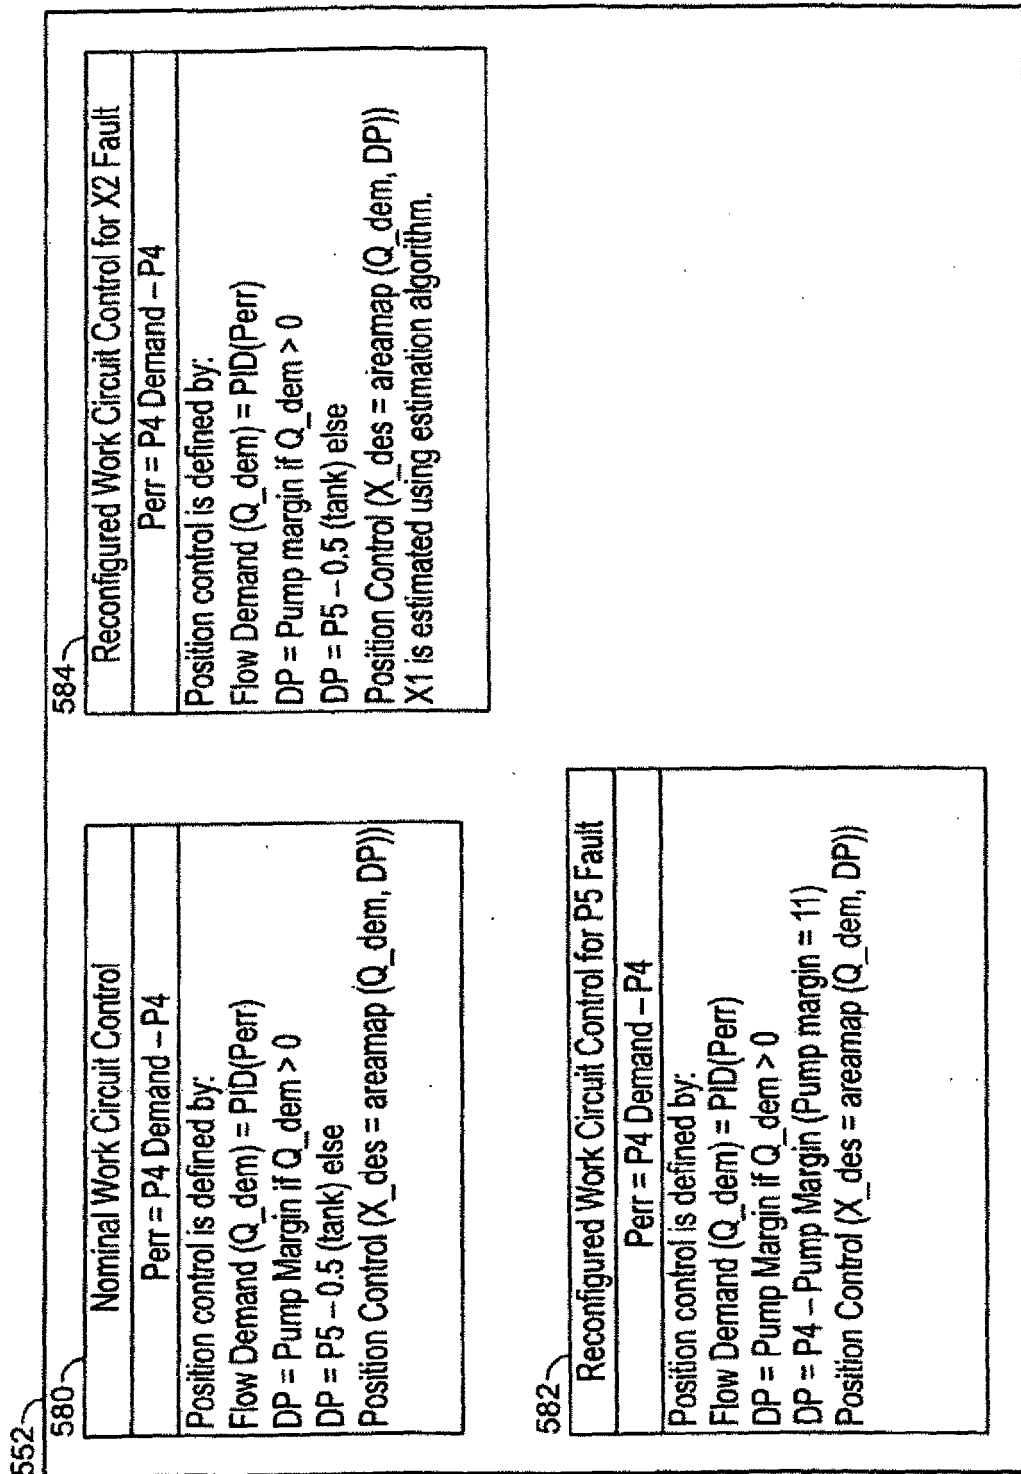 552
580
Nominal Work Circuit Control
Perr = P4 Demand – P4
Position control is defined by:
Flow Demand (Q_dem) = PID(Perr)
DP = Pump Margin if Q_dem > 0
DP = P5 – 0.5 (tank) else
Position Control (X_des = areamap (Q_dem, DP))
584
Reconfigured Work Circuit Control for X2 Fault
Perr = P4 Demand – P4
Position control is defined by:
Flow Demand (Q_dem) = PID(Perr)
DP = Pump margin if Q_dem > 0
DP = P5 – 0.5 (tank) else
Position Control (X_des = areamap (Q_dem, DP))
X1 is estimated using estimation algorithm.
582
Reconfigured Work Circuit Control for P5 Fault
Perr = P4 Demand – P4
Position control is defined by:
Flow Demand (Q_dem) = PID(Perr)
DP = Pump Margin if Q_dem > 0
DP = P4 – Pump Margin (Pump margin = 11)
Position Control (X_des = areamap (Q_dem, DP))